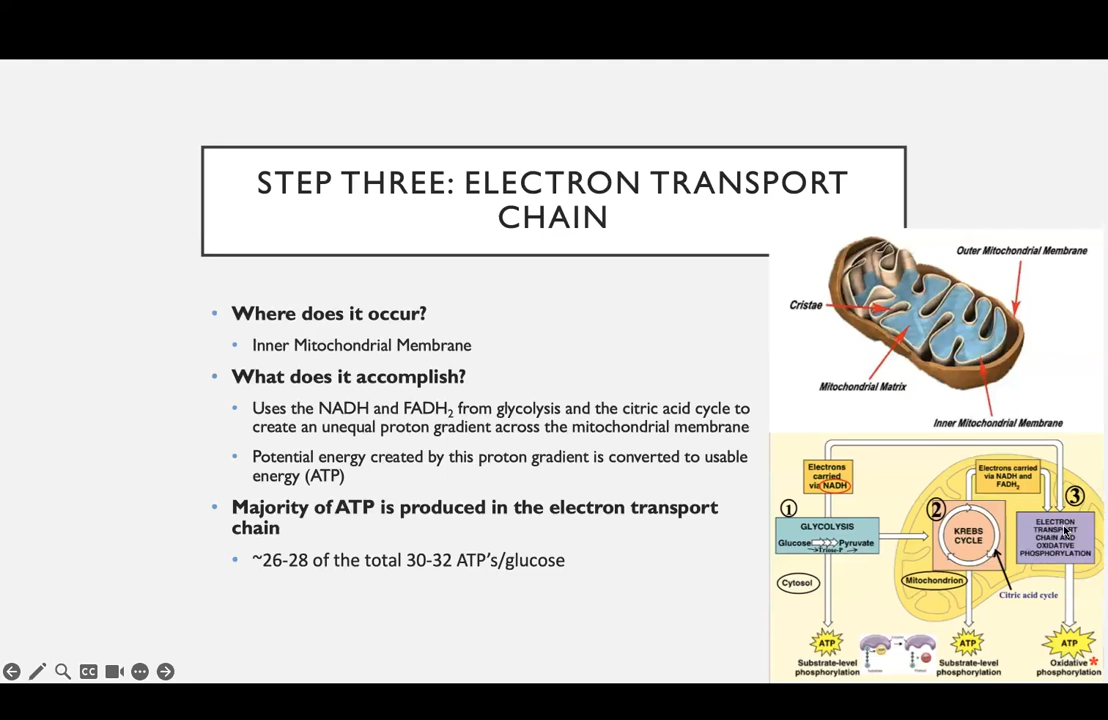 STEP THREE: ELECTRON TRANSPORT
CHAIN
• Where does it occur?
• Inner Mitochondrial Membrane
• What does it accomplish?
• Uses the NADH and FADH₂ from glycolysis and the citric acid cycle to
create an unequal proton gradient across the mitochondrial membrane
• Potential energy created by this proton gradient is converted to usable
energy (ATP)
• Majority of ATP is produced in the electron transport
chain
• ~26-28 of the total 30-32 ATP's/glucose
Outer Mitochondrial Membrane
Cristae
Mitochondrial Matrix
Inner Mitochondrial Membrane
Electrons
carried
via NADH
Electrons carried
via NADH and
FADH₂
1
2
3
GLYCOLYSIS
Glucose Pyruvate
Triose-P
KREBS
CYCLE
ELECTRON
TRANSPORT
CHAIN AND
OXIDATIVE
PHOSPHORYLATION
Cytosol
Mitochondrion
Citric acid cycle
ATP
Substrate-level
phosphorylation
ATP
Substrate-level
phosphorylation
ATP
Oxidative *
phosphorylation
CC